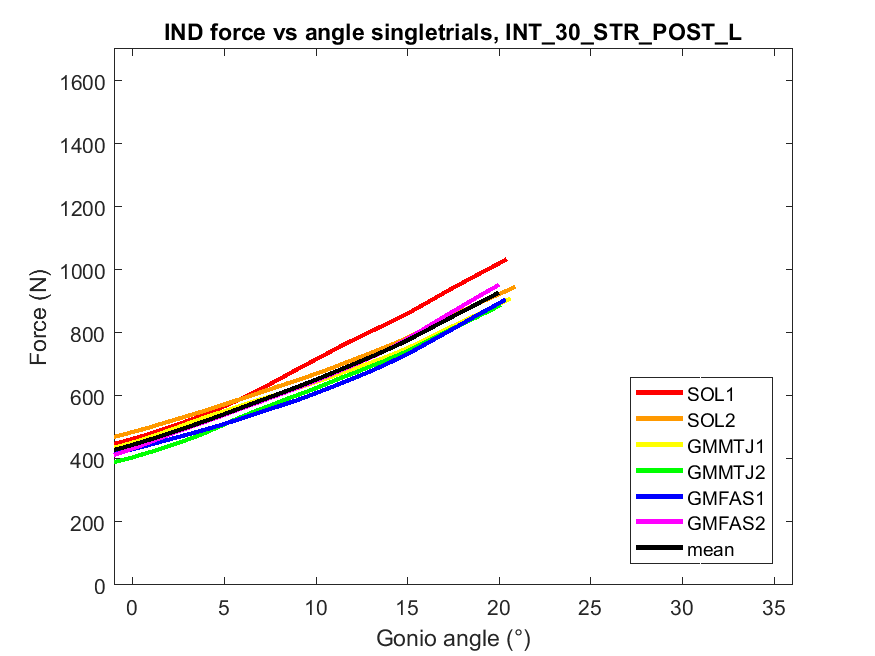 IND force vs angle singletrials, INT_30_STR_POST_L
1600
1400
1200
1000
800
600
400
200
0
Force (N)
0 5 10 15 20 25 30 35
Gonio angle (°)
SOL1
SOL2
GMMTJ1
GMMTJ2
GMFAS1
GMFAS2
mean